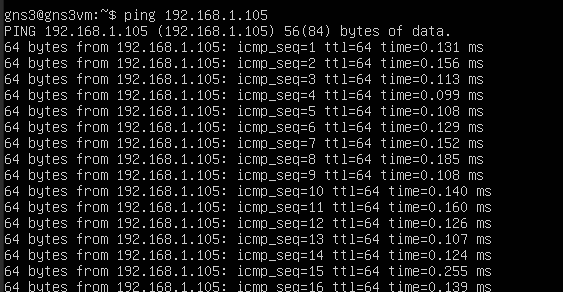 gns3@gns3vm:~$ ping 192.168.1.105
PING 192.168.1.105 (192.168.1.105) 56(84) bytes of data.
64 bytes from 192.168.1.105: icmp_seq=1 ttl=64 time=0.131 ms
64 bytes from 192.168.1.105: icmp_seq=2 ttl=64 time=0.156 ms
64 bytes from 192.168.1.105: icmp_seq=3 ttl=64 time=0.113 ms
64 bytes from 192.168.1.105: icmp_seq=4 ttl=64 time=0.099 ms
64 bytes from 192.168.1.105: icmp_seq=5 ttl=64 time=0.108 ms
64 bytes from 192.168.1.105: icmp_seq=6 ttl=64 time=0.129 ms
64 bytes from 192.168.1.105: icmp_seq=7 ttl=64 time=0.152 ms
64 bytes from 192.168.1.105: icmp_seq=8 ttl=64 time=0.185 ms
64 bytes from 192.168.1.105: icmp_seq=9 ttl=64 time=0.108 ms
64 bytes from 192.168.1.105: icmp_seq=10 ttl=64 time=0.140 ms
64 bytes from 192.168.1.105: icmp_seq=11 ttl=64 time=0.160 ms
64 bytes from 192.168.1.105: icmp_seq=12 ttl=64 time=0.126 ms
64 bytes from 192.168.1.105: icmp_seq=13 ttl=64 time=0.107 ms
64 bytes from 192.168.1.105: icmp_seq=14 ttl=64 time=0.124 ms
64 bytes from 192.168.1.105: icmp_seq=15 ttl=64 time=0.255 ms
64 bytes from 192.168.1.105: icmp_seq=16 ttl=64 time=0.139 ms